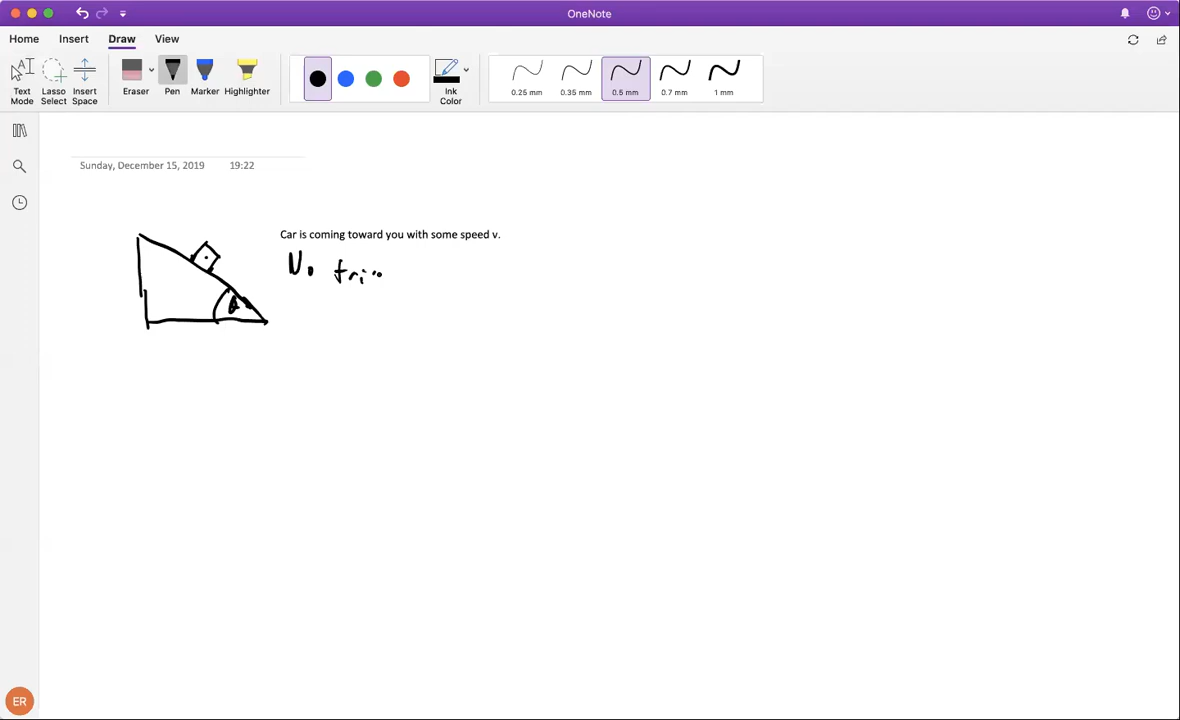 OneNote
Home Insert Draw View
Text Mode
Lasso Select
Insert Space
Eraser
Pen
Marker
Highlighter
Ink Color
0.25 mm
0.35 mm
0.5 mm
0.7 mm
1 mm
Sunday, December 15, 2019 19:22
Car is coming toward you with some speed v.
No fri
ER